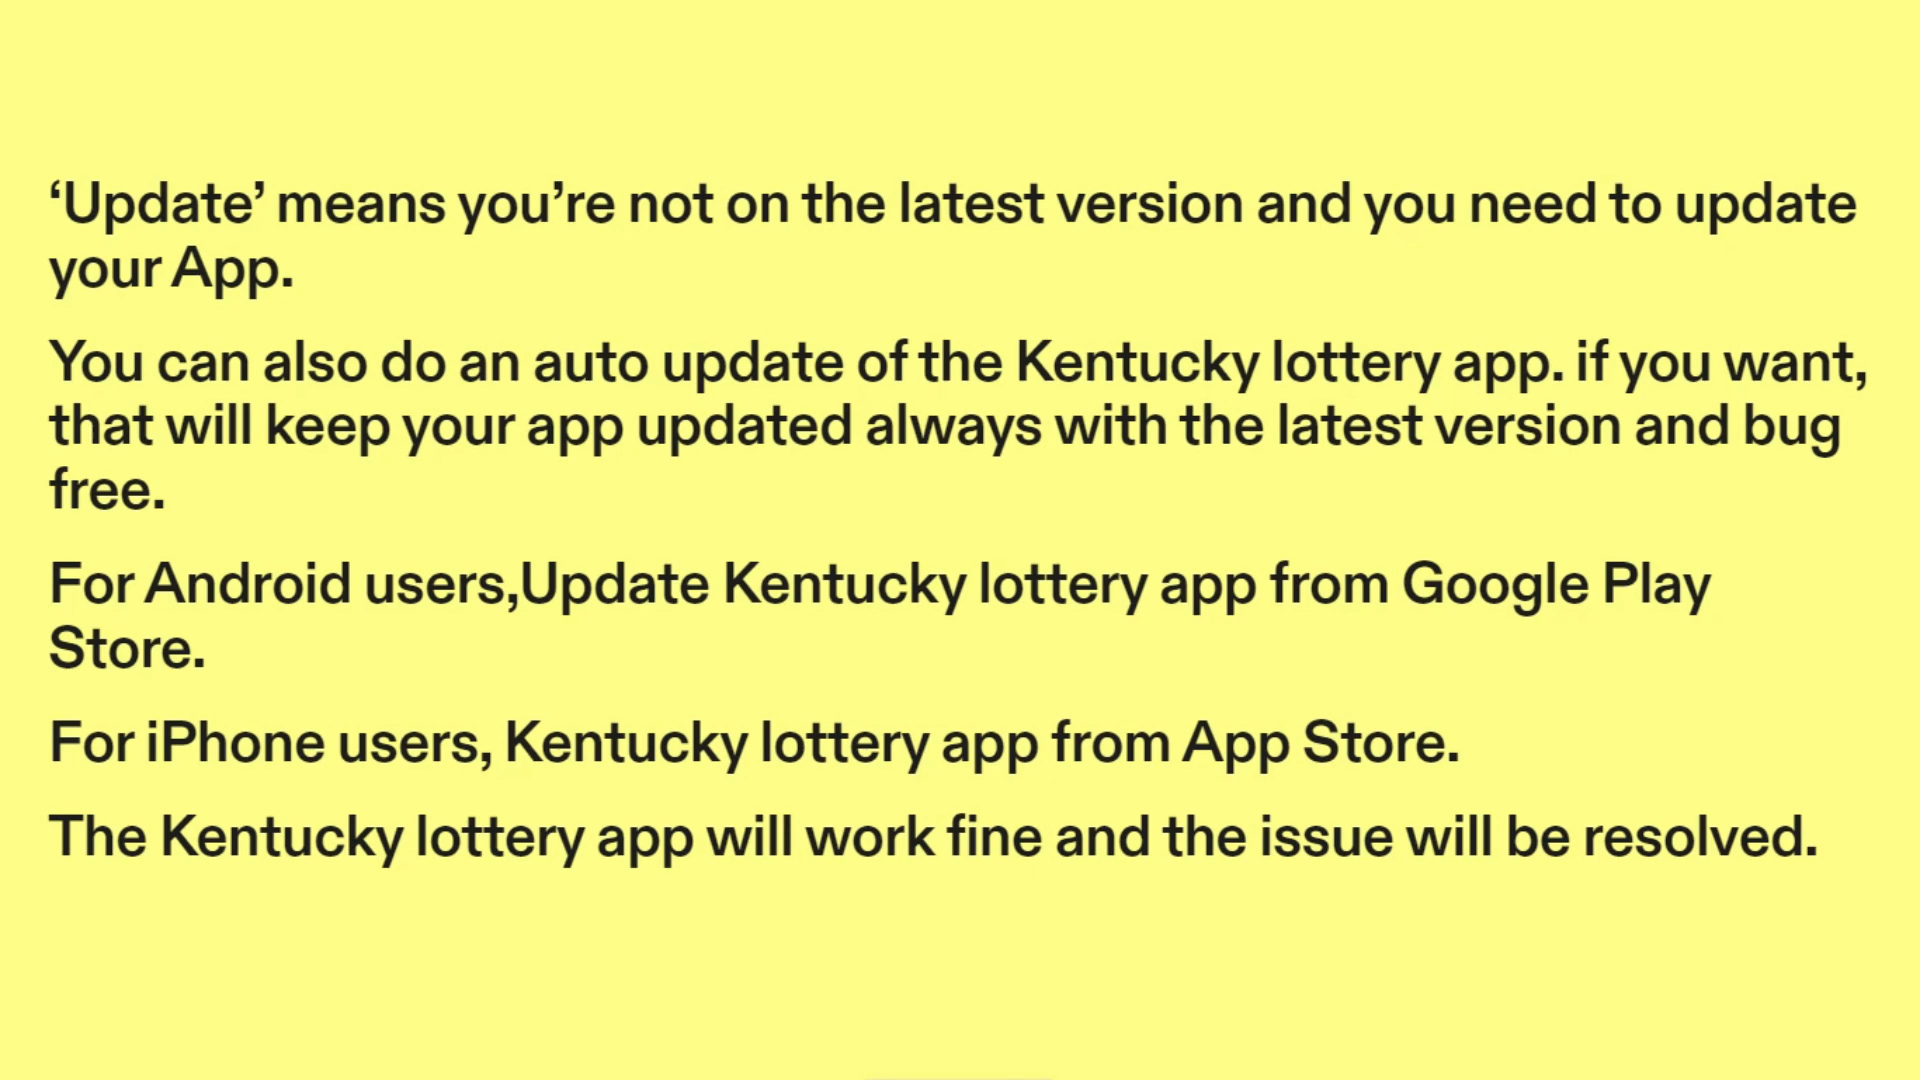 ‘Update’ means you’re not on the latest version and you need to update
your App.
You can also do an auto update of the Kentucky lottery app. if you want,
that will keep your app updated always with the latest version and bug
free.
For Android users,Update Kentucky lottery app from Google Play
Store.
For iPhone users, Kentucky lottery app from App Store.
The Kentucky lottery app will work fine and the issue will be resolved.